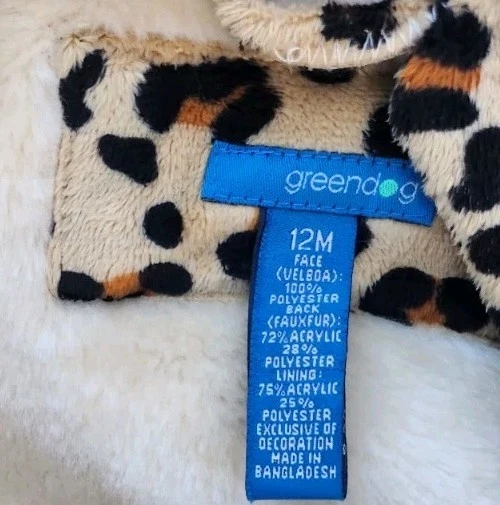 greendog
12M
FACE
(VELBOA):
100%
POLYESTER
BACK
(FAUXFUR):
72% ACRYLIC
28%
POLYESTER
LINING:
75% ACRYLIC
25%
POLYESTER
EXCLUSIVE OF
DECORATION
MADE IN
BANGLADESH